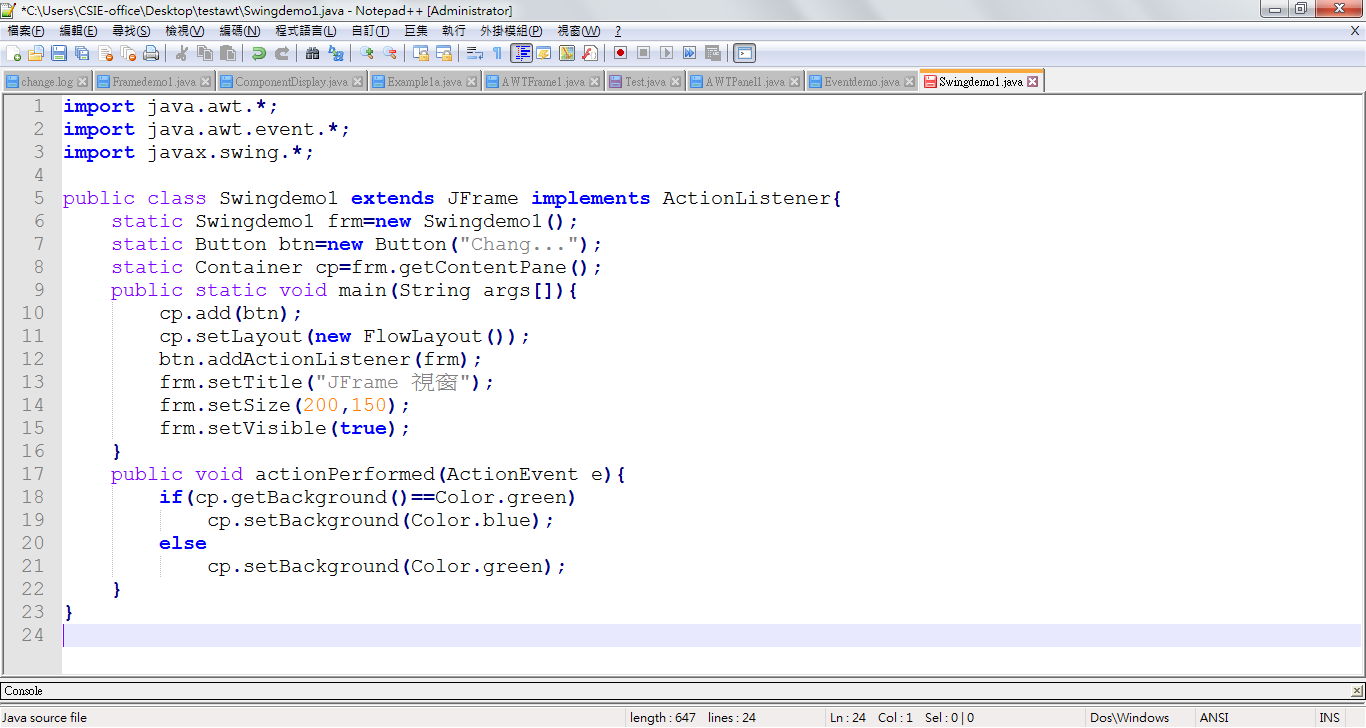 *C:\Users\CSIE-office\Desktop\testawt\Swingdemo1.java - Notepad++ [Administrator]
檔案(F) 編輯(E) 尋找(S) 檢視(V) 編碼(N) 程式語言(L) 自訂(T) 巨集 執行 外掛模組(P) 視窗(W) ? X
change.log Framedemo1.java ComponentDisplay.java Example1a.java AWTFrame1.java Test.java AWTPanel1.java Eventdemo.java Swingdemo1.java
1 import java.awt.*;
2 import java.awt.event.*;
3 import javax.swing.*;
4
5 public class Swingdemo1 extends JFrame implements ActionListener{
6     static Swingdemo1 frm=new Swingdemo1();
7     static Button btn=new Button("Chang...");
8     static Container cp=frm.getContentPane();
9     public static void main(String args[]){
10         cp.add(btn);
11         cp.setLayout(new FlowLayout());
12         btn.addActionListener(frm);
13         frm.setTitle("JFrame 視窗");
14         frm.setSize(200,150);
15         frm.setVisible(true);
16     }
17     public void actionPerformed(ActionEvent e){
18         if(cp.getBackground()==Color.green)
19             cp.setBackground(Color.blue);
20         else
21             cp.setBackground(Color.green);
22     }
23 }
24
Console
Java source file length : 647 lines : 24 Ln : 24 Col : 1 Sel : 0 | 0 Dos\Windows ANSI INS